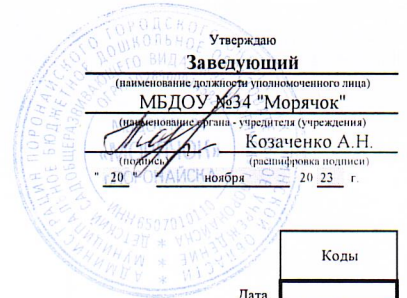 Утверждаю
Заведующий
(наименование должности уполномоченного лица)
МБДОУ №34 "Морячок"
(наименование органа - учредителя (учреждения)
Козаченко А.Н.
(подпись) (расшифровка подписи)
" 20 " ноября 20 23 г.
Коды
Дата